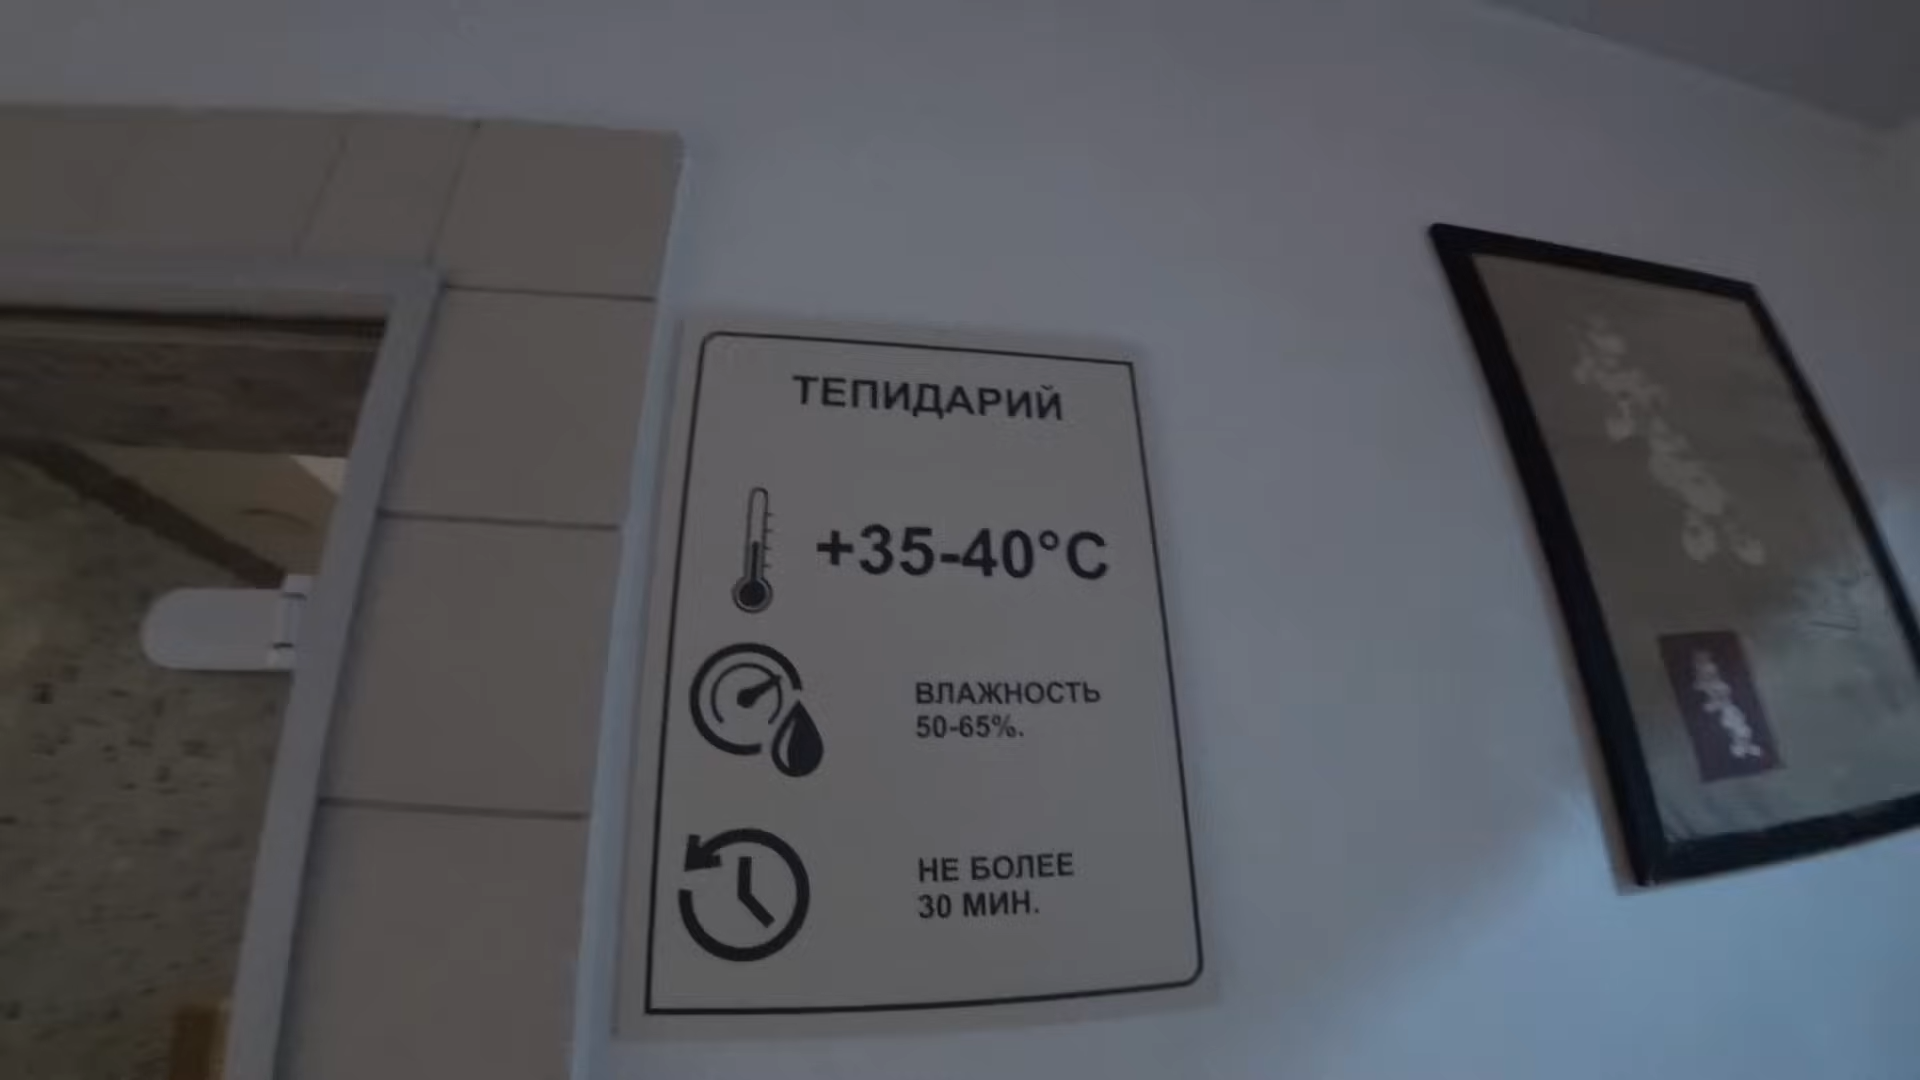 ТЕПИДАРИЙ
+35-40°C
ВЛАЖНОСТЬ
50-65%.
НЕ БОЛЕЕ
30 МИН.